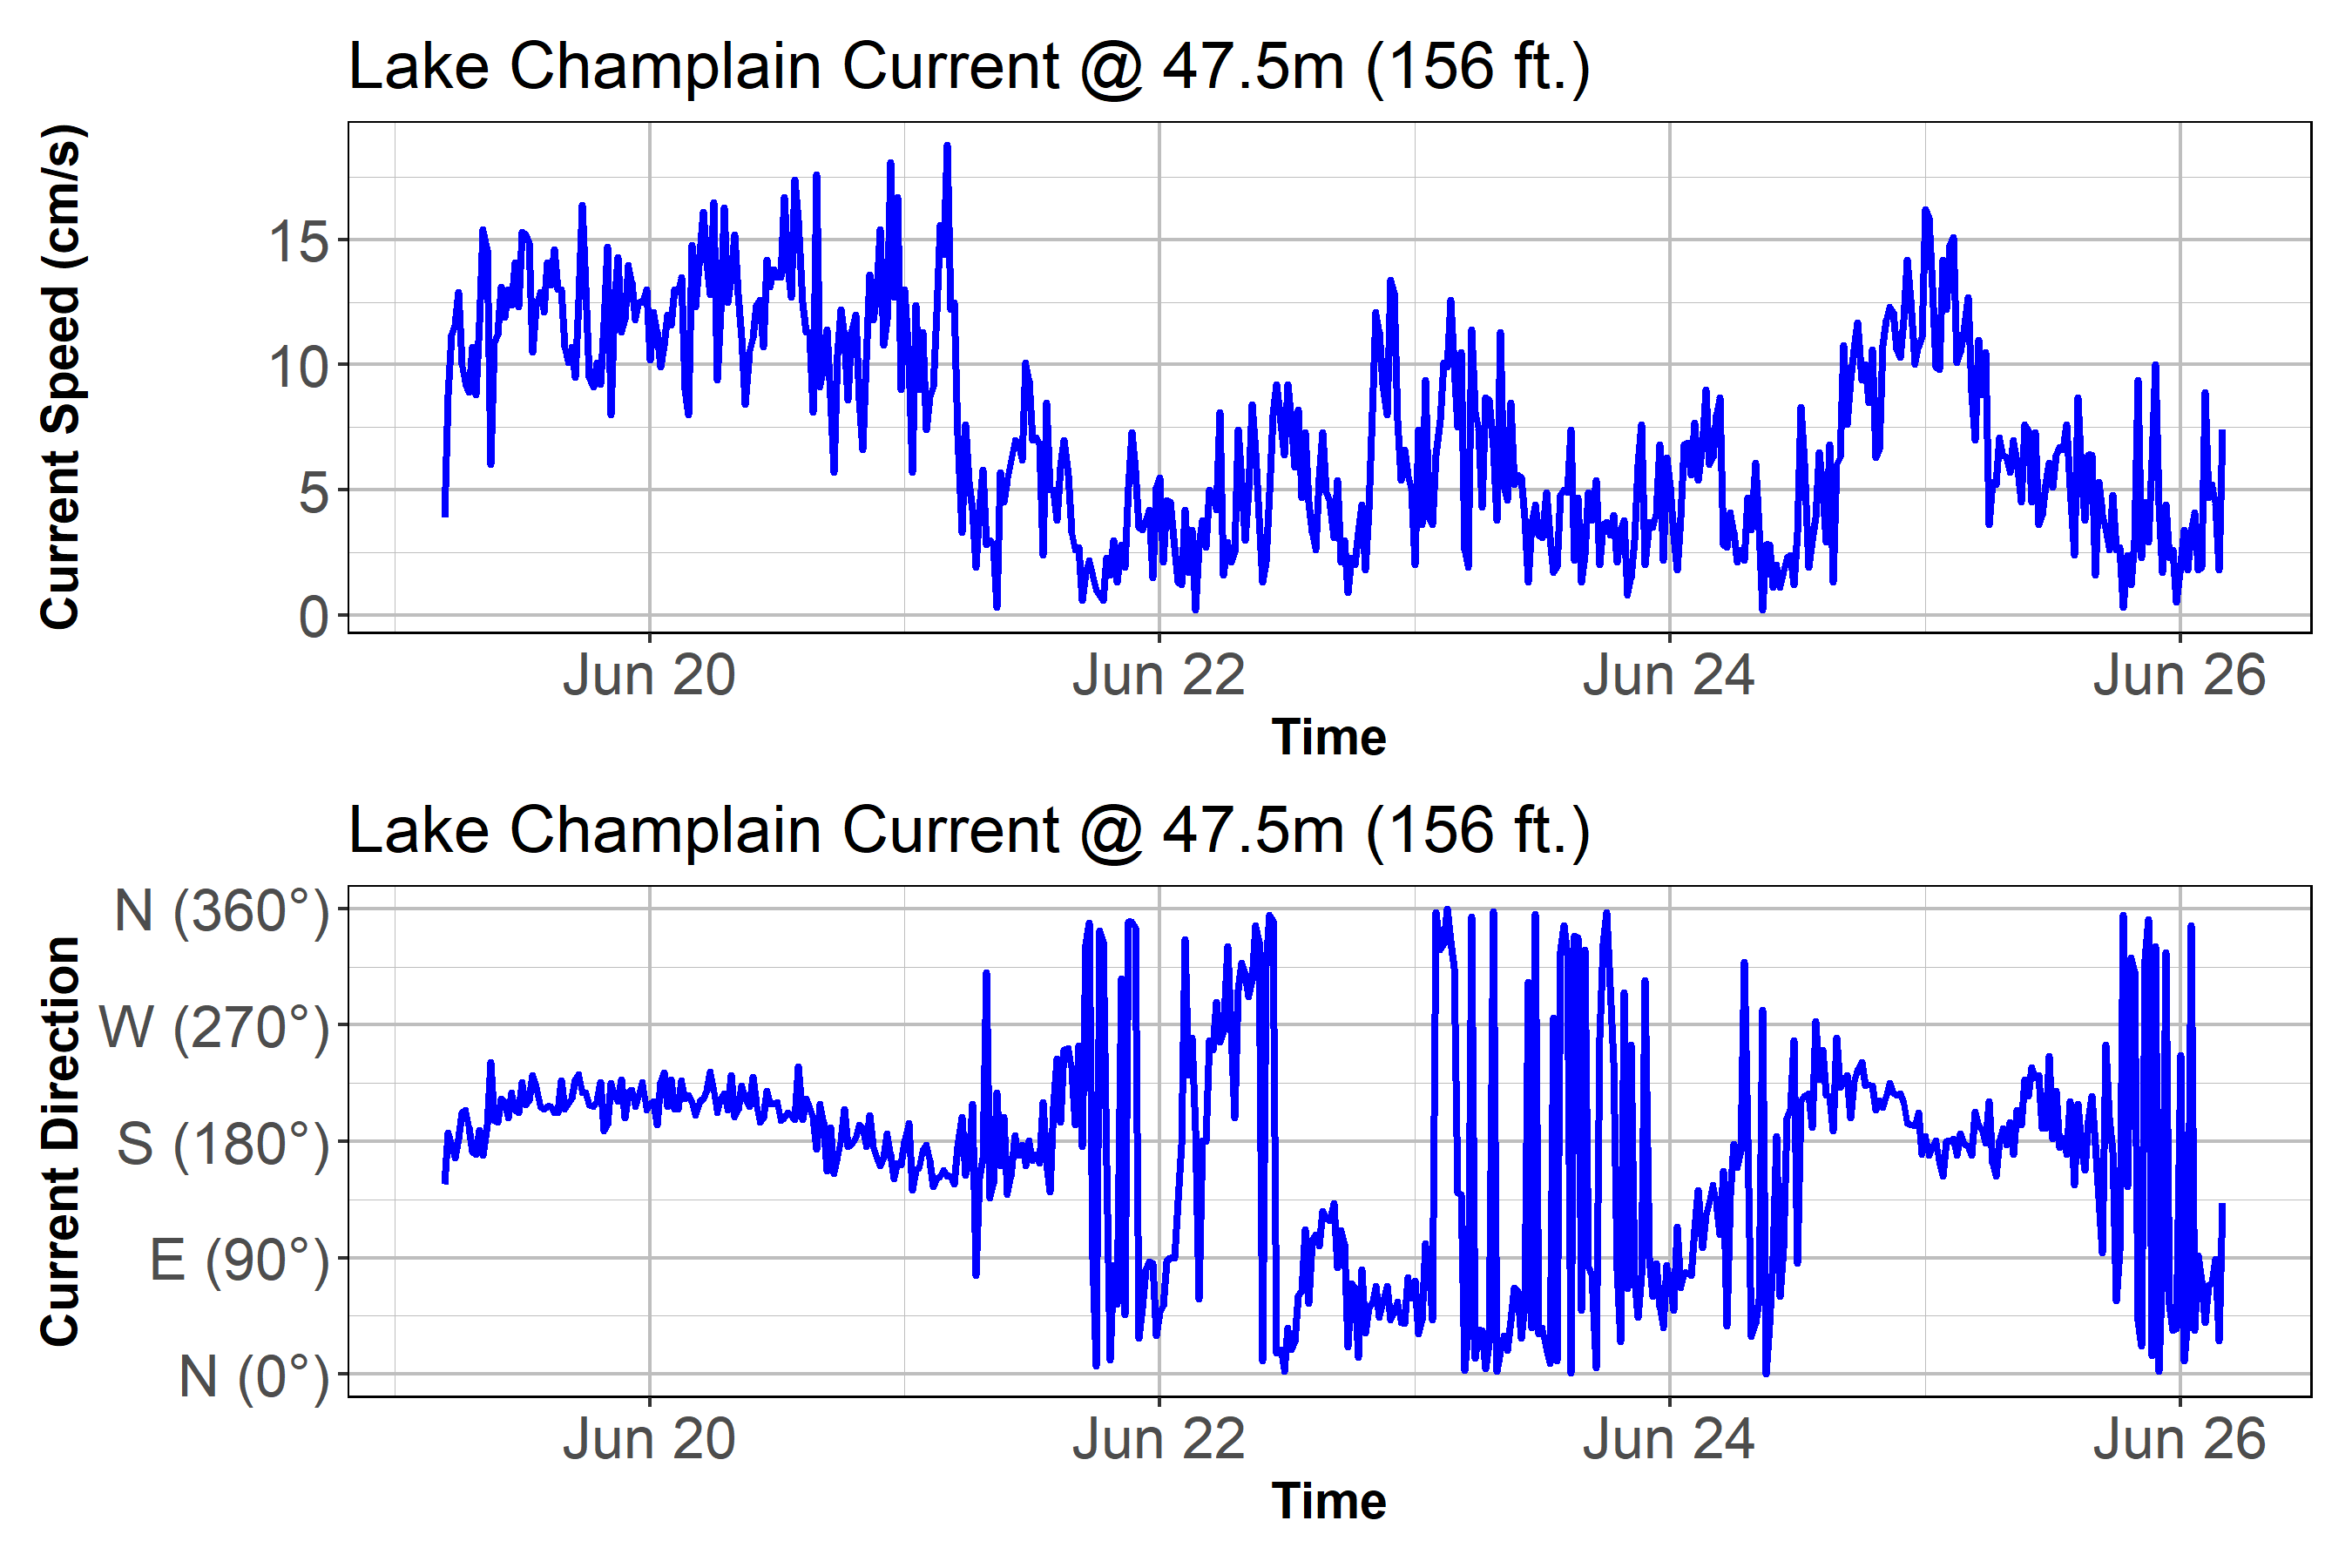 Lake Champlain Current @ 47.5m (156 ft.)
Current Speed (cm/s)
15
10
5
0
Jun 20 Jun 22 Jun 24 Jun 26
Time
Lake Champlain Current @ 47.5m (156 ft.)
Current Direction
N (360°)
W (270°)
S (180°)
E (90°)
N (0°)
Jun 20 Jun 22 Jun 24 Jun 26
Time